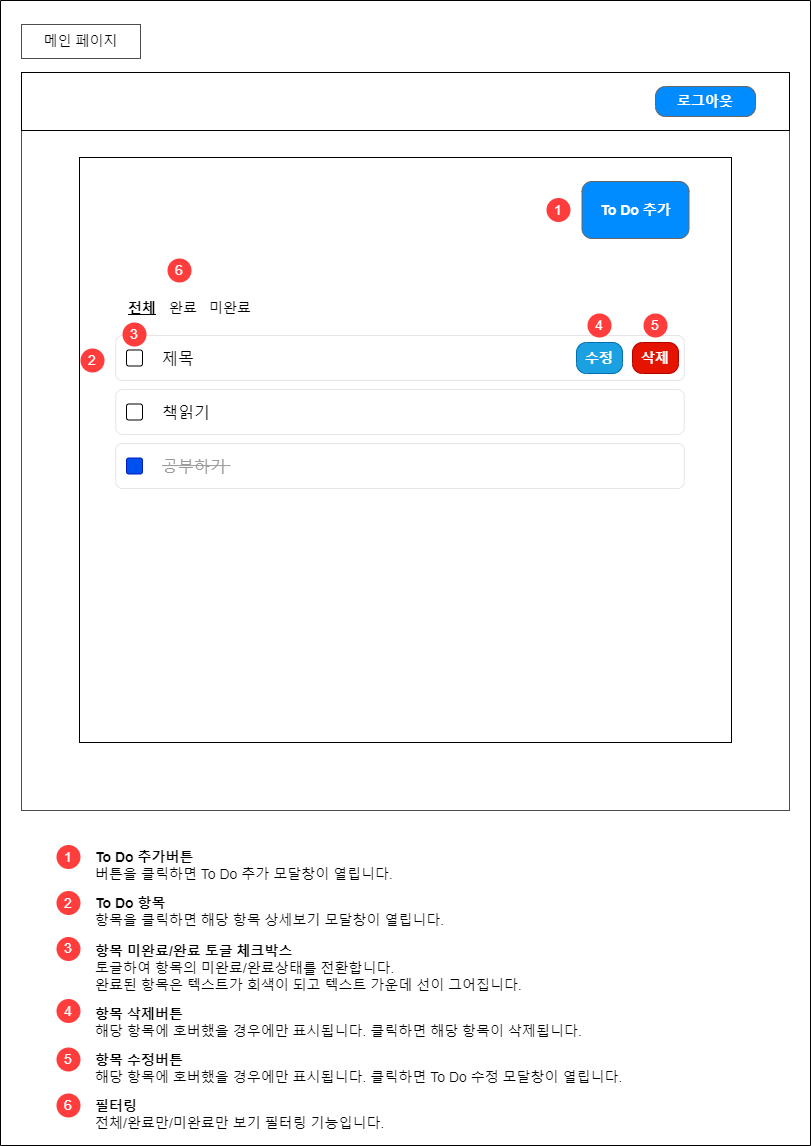 메인 페이지
로그아웃
1 To Do 추가
6
전체 완료 미완료
3 4 5
2 제목 수정 삭제
책읽기
공부하기
1 To Do 추가버튼
버튼을 클릭하면 To Do 추가 모달창이 열립니다.
2 To Do 항목
항목을 클릭하면 해당 항목 상세보기 모달창이 열립니다.
3 항목 미완료/완료 토글 체크박스
토글하여 항목의 미완료/완료상태를 전환합니다.
완료된 항목은 텍스트가 회색이 되고 텍스트 가운데 선이 그어집니다.
4 항목 삭제버튼
해당 항목에 호버했을 경우에만 표시됩니다. 클릭하면 해당 항목이 삭제됩니다.
5 항목 수정버튼
해당 항목에 호버했을 경우에만 표시됩니다. 클릭하면 To Do 수정 모달창이 열립니다.
6 필터링
전체/완료만/미완료만 보기 필터링 기능입니다.